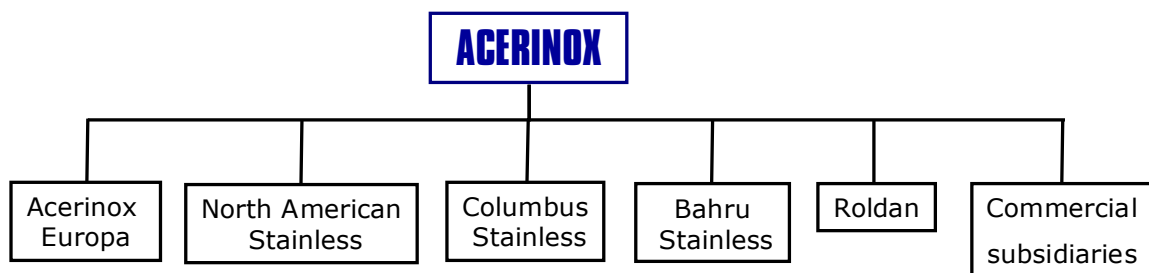 ACERINOX
Acerinox
Europa
North American
Stainless
Columbus
Stainless
Bahru
Stainless
Roldan
Commercial
subsidiaries